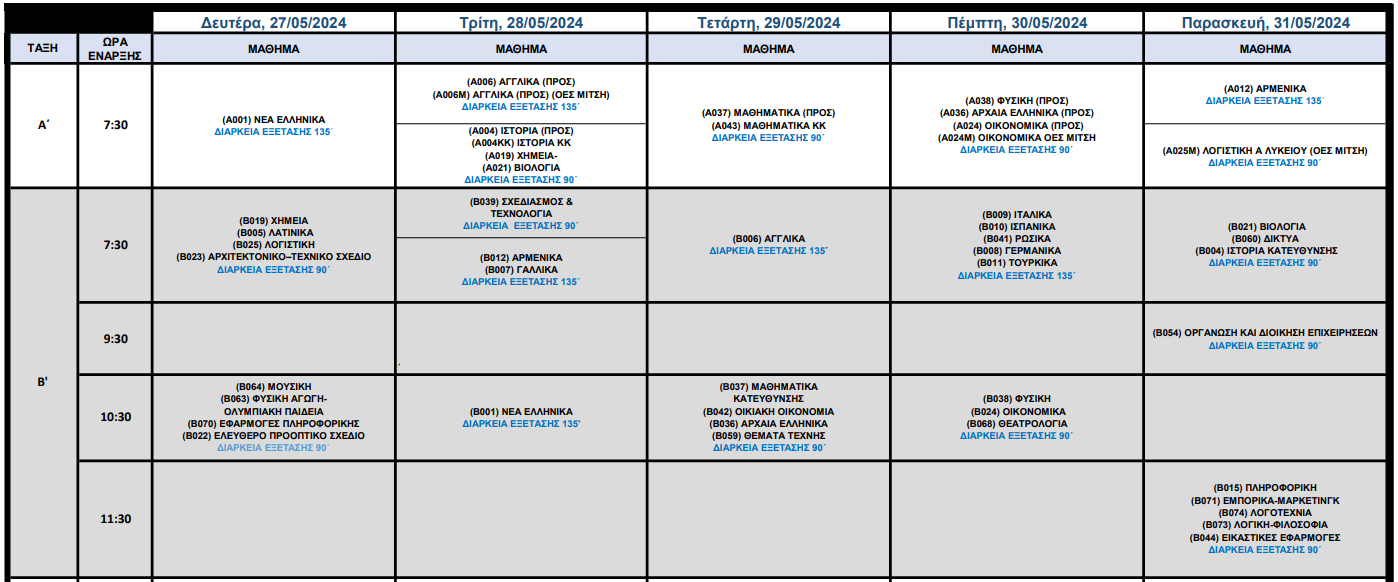 Δευτέρα, 27/05/2024
Τρίτη, 28/05/2024
Τετάρτη, 29/05/2024
Πέμπτη, 30/05/2024
Παρασκευή, 31/05/2024
ΤΑΞΗ
ΩΡΑ
ΕΝΑΡΞΗΣ
ΜΑΘΗΜΑ
ΜΑΘΗΜΑ
ΜΑΘΗΜΑ
ΜΑΘΗΜΑ
ΜΑΘΗΜΑ
Α΄
7:30
(Α001) ΝΕΑ ΕΛΛΗΝΙΚΑ
ΔΙΑΡΚΕΙΑ ΕΞΕΤΑΣΗΣ 135΄
(Α006) ΑΓΓΛΙΚΑ (ΠΡΟΣ)
(Α006Μ) ΑΓΓΛΙΚΑ (ΠΡΟΣ) (ΟΕΣ ΜΙΤΣΗ)
ΔΙΑΡΚΕΙΑ ΕΞΕΤΑΣΗΣ 135΄
(Α004) ΙΣΤΟΡΙΑ (ΠΡΟΣ)
(Α004ΚΚ) ΙΣΤΟΡΙΑ ΚΚ
(Α019) ΧΗΜΕΙΑ-
(Α021) ΒΙΟΛΟΓΙΑ
ΔΙΑΡΚΕΙΑ ΕΞΕΤΑΣΗΣ 90΄
(Α037) ΜΑΘΗΜΑΤΙΚΑ (ΠΡΟΣ)
(Α043) ΜΑΘΗΜΑΤΙΚΑ ΚΚ
ΔΙΑΡΚΕΙΑ ΕΞΕΤΑΣΗΣ 90΄
(Α038) ΦΥΣΙΚΗ (ΠΡΟΣ)
(Α036) ΑΡΧΑΙΑ ΕΛΛΗΝΙΚΑ (ΠΡΟΣ)
(Α024) ΟΙΚΟΝΟΜΙΚΑ (ΠΡΟΣ)
(Α024Μ) ΟΙΚΟΝΟΜΙΚΑ ΟΕΣ ΜΙΤΣΗ
ΔΙΑΡΚΕΙΑ ΕΞΕΤΑΣΗΣ 90΄
(Α012) ΑΡΜΕΝΙΚΑ
ΔΙΑΡΚΕΙΑ ΕΞΕΤΑΣΗΣ 135΄
(Α025Μ) ΛΟΓΙΣΤΙΚΗ Α ΛΥΚΕΙΟΥ (ΟΕΣ ΜΙΤΣΗ)
ΔΙΑΡΚΕΙΑ ΕΞΕΤΑΣΗΣ 90΄
Β'
7:30
(Β019) ΧΗΜΕΙΑ
(Β005) ΛΑΤΙΝΙΚΑ
(Β025) ΛΟΓΙΣΤΙΚΗ
(Β023) ΑΡΧΙΤΕΚΤΟΝΙΚΟ–ΤΕΧΝΙΚΟ ΣΧΕΔΙΟ
ΔΙΑΡΚΕΙΑ ΕΞΕΤΑΣΗΣ 90΄
(Β039) ΣΧΕΔΙΑΣΜΟΣ &
ΤΕΧΝΟΛΟΓΙΑ
ΔΙΑΡΚΕΙΑ ΕΞΕΤΑΣΗΣ 90΄
(Β012) ΑΡΜΕΝΙΚΑ
(Β007) ΓΑΛΛΙΚΑ
ΔΙΑΡΚΕΙΑ ΕΞΕΤΑΣΗΣ 135΄
(Β006) ΑΓΓΛΙΚΑ
ΔΙΑΡΚΕΙΑ ΕΞΕΤΑΣΗΣ 135΄
(Β009) ΙΤΑΛΙΚΑ
(Β010) ΙΣΠΑΝΙΚΑ
(Β041) ΡΩΣΙΚΑ
(Β008) ΓΕΡΜΑΝΙΚΑ
(Β011) ΤΟΥΡΚΙΚΑ
ΔΙΑΡΚΕΙΑ ΕΞΕΤΑΣΗΣ 135΄
(Β021) ΒΙΟΛΟΓΙΑ
(Β060) ΔΙΚΤΥΑ
(Β004) ΙΣΤΟΡΙΑ ΚΑΤΕΥΘΥΝΣΗΣ
ΔΙΑΡΚΕΙΑ ΕΞΕΤΑΣΗΣ 90΄
9:30
(Β054) ΟΡΓΑΝΩΣΗ ΚΑΙ ΔΙΟΙΚΗΣΗ ΕΠΙΧΕΙΡΗΣΕΩΝ
ΔΙΑΡΚΕΙΑ ΕΞΕΤΑΣΗΣ 90΄
10:30
(Β064) ΜΟΥΣΙΚΗ
(Β063) ΦΥΣΙΚΗ ΑΓΩΓΗ-
ΟΛΥΜΠΙΑΚΗ ΠΑΙΔΕΙΑ
(Β070) ΕΦΑΡΜΟΓΕΣ ΠΛΗΡΟΦΟΡΙΚΗΣ
(Β022) ΕΛΕΥΘΕΡΟ ΠΡΟΟΠΤΙΚΟ ΣΧΕΔΙΟ
ΔΙΑΡΚΕΙΑ ΕΞΕΤΑΣΗΣ 90΄
(Β001) ΝΕΑ ΕΛΛΗΝΙΚΑ
ΔΙΑΡΚΕΙΑ ΕΞΕΤΑΣΗΣ 135'
(Β037) ΜΑΘΗΜΑΤΙΚΑ
ΚΑΤΕΥΘΥΝΣΗΣ
(Β042) ΟΙΚΙΑΚΗ ΟΙΚΟΝΟΜΙΑ
(Β036) ΑΡΧΑΙΑ ΕΛΛΗΝΙΚΑ
(Β059) ΘΕΜΑΤΑ ΤΕΧΝΗΣ
ΔΙΑΡΚΕΙΑ ΕΞΕΤΑΣΗΣ 90΄
(Β038) ΦΥΣΙΚΗ
(Β024) ΟΙΚΟΝΟΜΙΚΑ
(Β068) ΘΕΑΤΡΟΛΟΓΙΑ
ΔΙΑΡΚΕΙΑ ΕΞΕΤΑΣΗΣ 90΄
11:30
(Β015) ΠΛΗΡΟΦΟΡΙΚΗ
(Β071) ΕΜΠΟΡΙΚΑ-ΜΑΡΚΕΤΙΝΓΚ
(Β074) ΛΟΓΟΤΕΧΝΙΑ
(Β073) ΛΟΓΙΚΗ-ΦΙΛΟΣΟΦΙΑ
(Β044) ΕΙΚΑΣΤΙΚΕΣ ΕΦΑΡΜΟΓΕΣ
ΔΙΑΡΚΕΙΑ ΕΞΕΤΑΣΗΣ 90΄